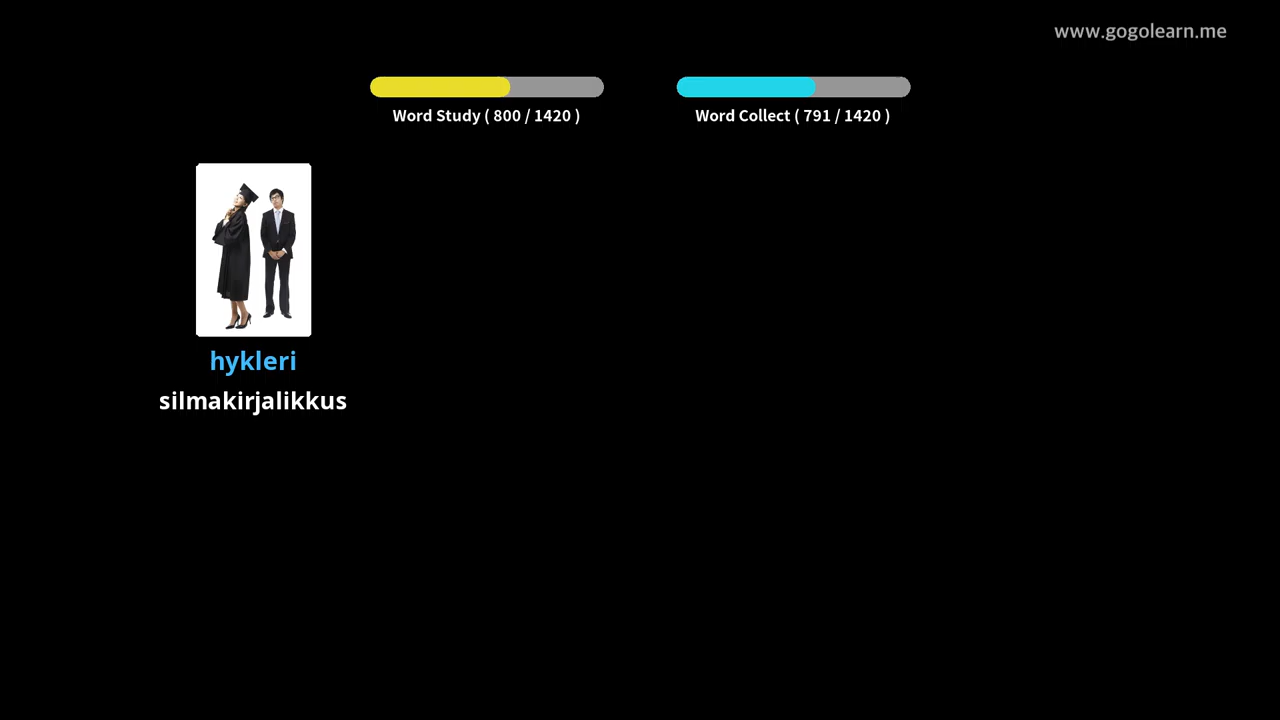 www.gogolearn.me
Word Study ( 800 / 1420 )
Word Collect ( 791 / 1420 )
hykleri
silmakirjalikkus